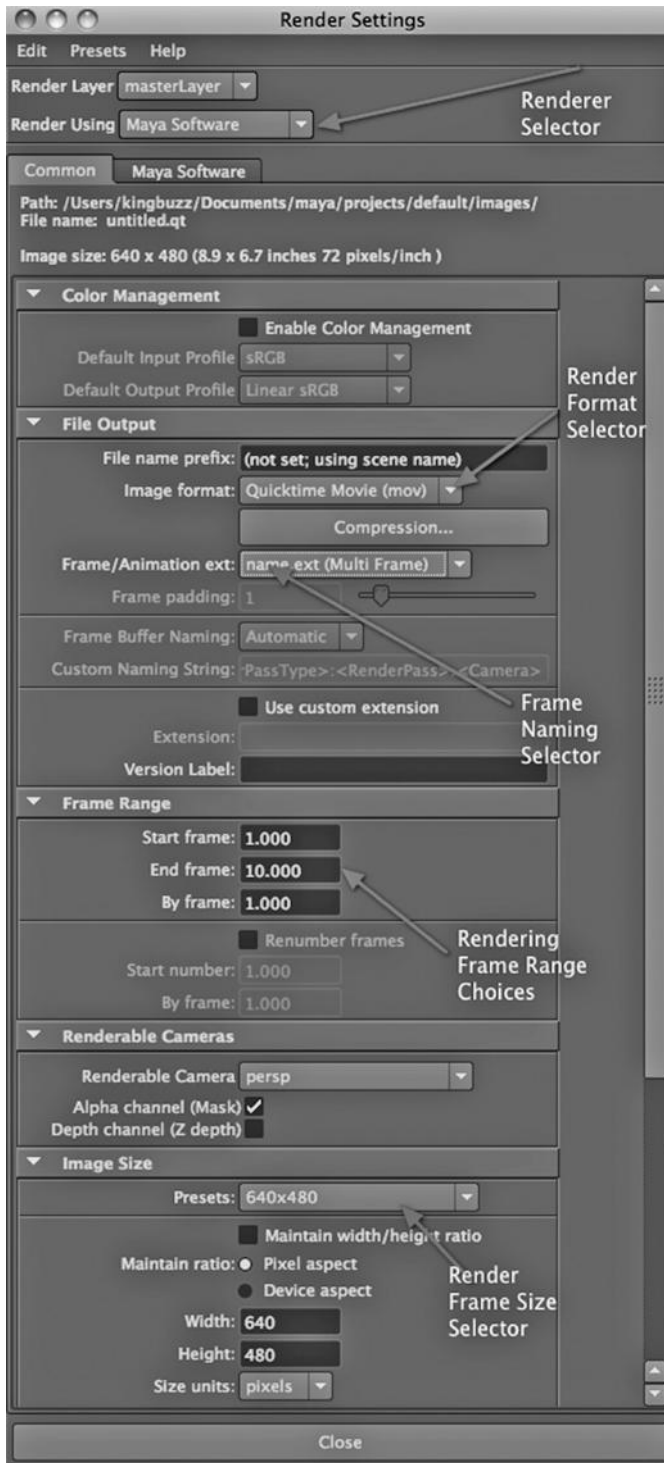 Render Settings
Edit Presets Help
Render Layer masterLayer
Renderer
Selector
Render Using Maya Software
Common Maya Software
Path: /Users/kingbuzz/Documents/maya/projects/default/images/
File name: untitled.qt
Image size: 640 x 480 (8.9 x 6.7 inches 72 pixels/inch )
Color Management
Enable Color Management
Default Input Profile sRGB
Default Output Profile Linear sRGB
Render
Format
Selector
File Output
File name prefix: (not set; using scene name)
Image format: Quicktime Movie (mov)
Compression...
Frame/Animation ext: name.ext (Multi Frame)
Frame padding: 1
Frame Buffer Naming: Automatic
Custom Naming String: PassType>:<RenderPass>.<Camera>
Use custom extension
Frame
Naming
Selector
Extension:
Version Label:
Frame Range
Start frame: 1.000
End frame: 10.000
By frame: 1.000
Renumber frames
Rendering
Frame Range
Choices
Start number: 1.000
By frame: 1.000
Renderable Cameras
Renderable Camera persp
Alpha channel (Mask)
Depth channel (Z depth)
Image Size
Presets: 640x480
Maintain width/height ratio
Maintain ratio: Pixel aspect
Device aspect
Render
Frame Size
Selector
Width: 640
Height: 480
Size units: pixels
Close